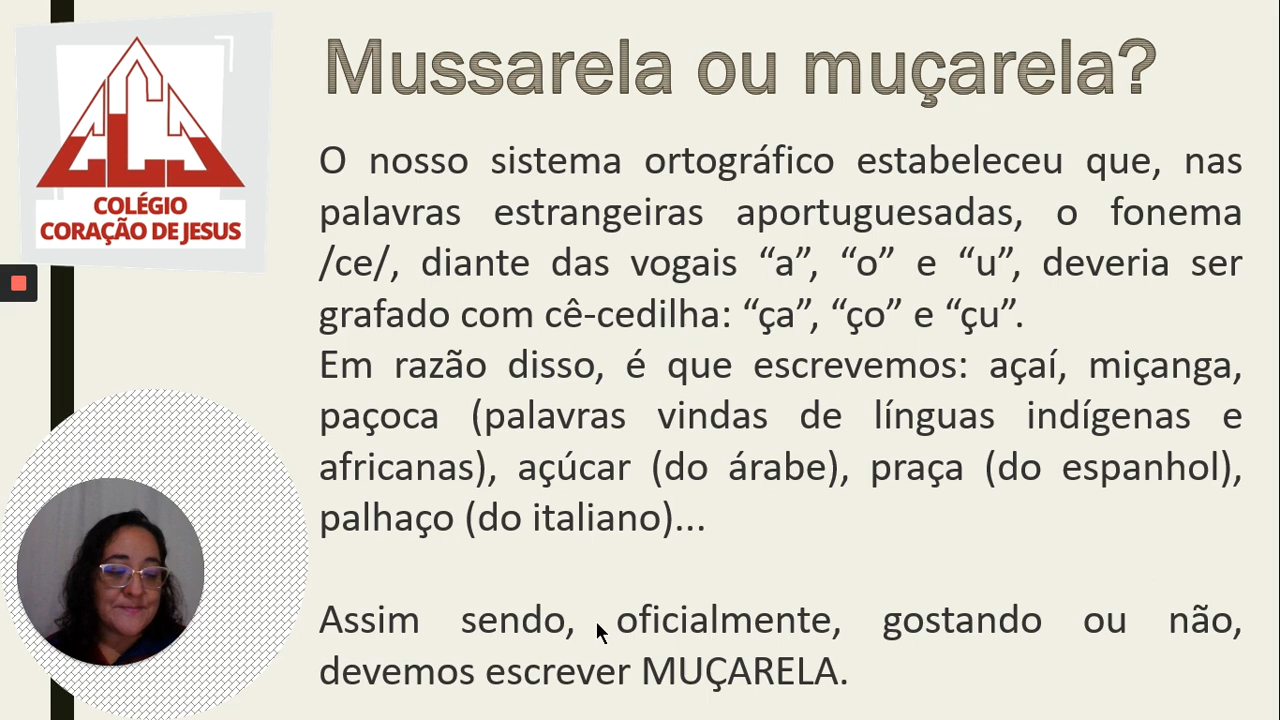 CCJ
COLÉGIO
CORAÇÃO DE JESUS
Mussarela ou muçarela?
O nosso sistema ortográfico estabeleceu que, nas
palavras estrangeiras aportuguesadas, o fonema
/ce/, diante das vogais “a”, “o” e “u”, deveria ser
grafado com cê-cedilha: “ça”, “ço” e “çu”.
Em razão disso, é que escrevemos: açaí, miçanga,
paçoca (palavras vindas de línguas indígenas e
africanas), açúcar (do árabe), praça (do espanhol),
palhaço (do italiano)...
Assim sendo, oficialmente, gostando ou não,
devemos escrever MUÇARELA.